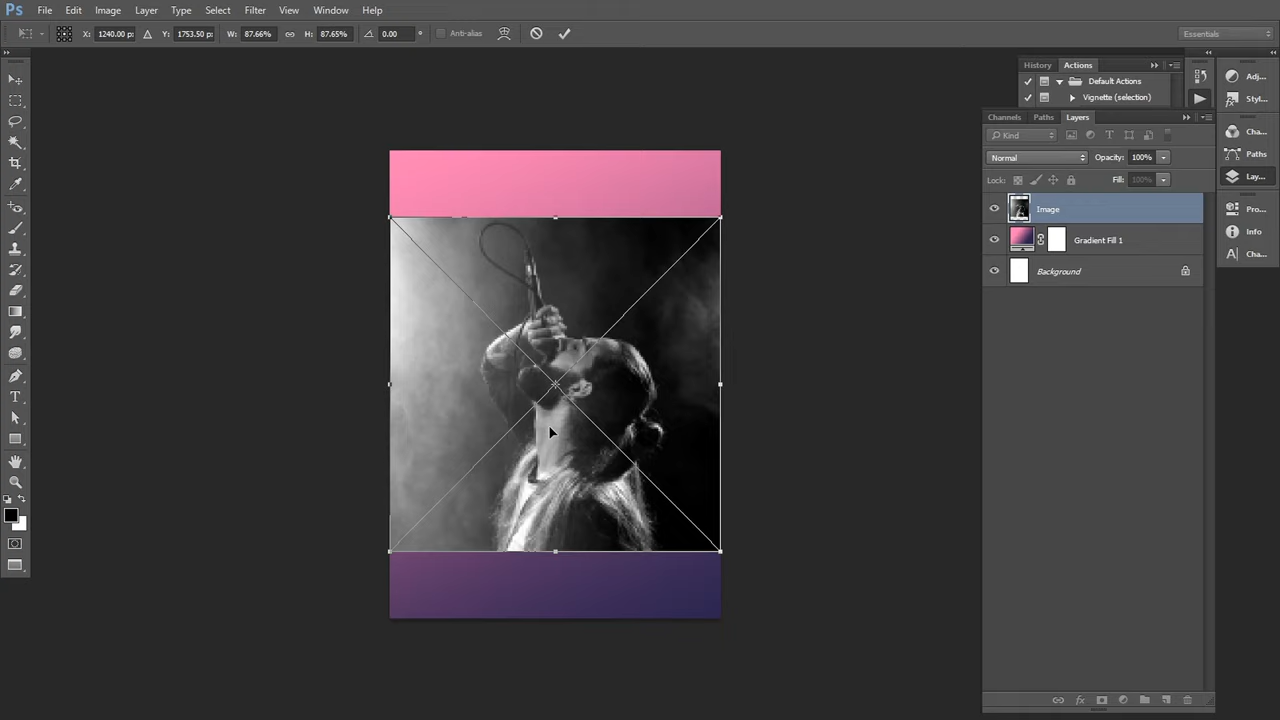 Ps File Edit Image Layer Type Select Filter View Window Help
X: 1240.00 p: Y: 1753.50 p: W: 87.66% H: 87.65% 0.00 ° Anti-alias Essentials
History Actions
Default Actions
Vignette (selection)
Channels Paths Layers
Kind
Normal Opacity: 100%
Lock: Fill: 100%
Image
Gradient Fill 1
Background
Adj...
Styl...
Cha...
Paths
Lay...
Pro...
Info
Cha...